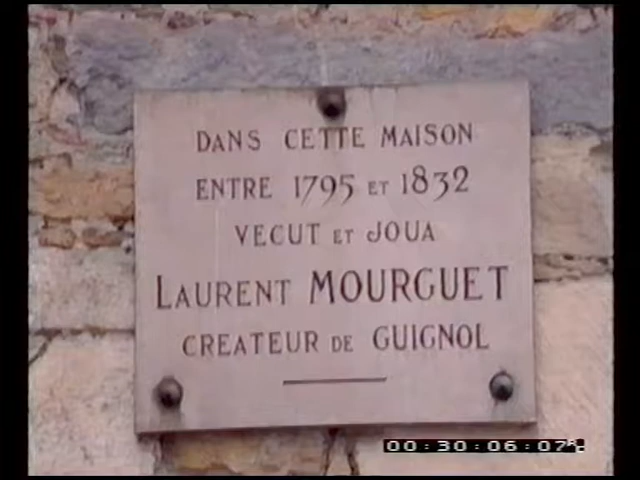 DANS CETTE MAISON
ENTRE 1795 ET 1832
VECUT ET JOUA
LAURENT MOURGUET
CREATEUR DE GUIGNOL
00:30:06:07